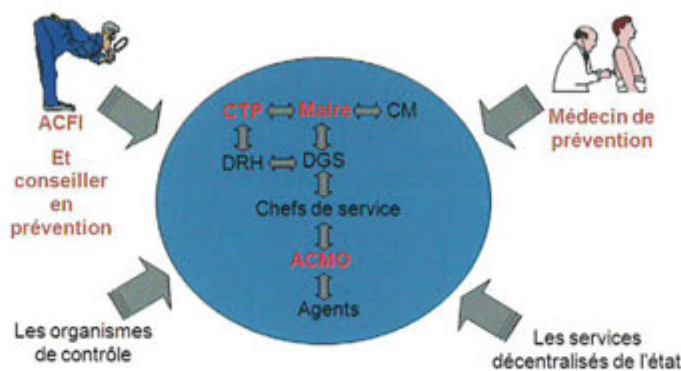 ACFI
Et
conseiller
en
prévention
CTP Maire CM
DRH DGS
Chefs de service
ACMO
Agents
Médecin de
prévention
Les organismes
de contrôle
Les services
décentralisés de l'état